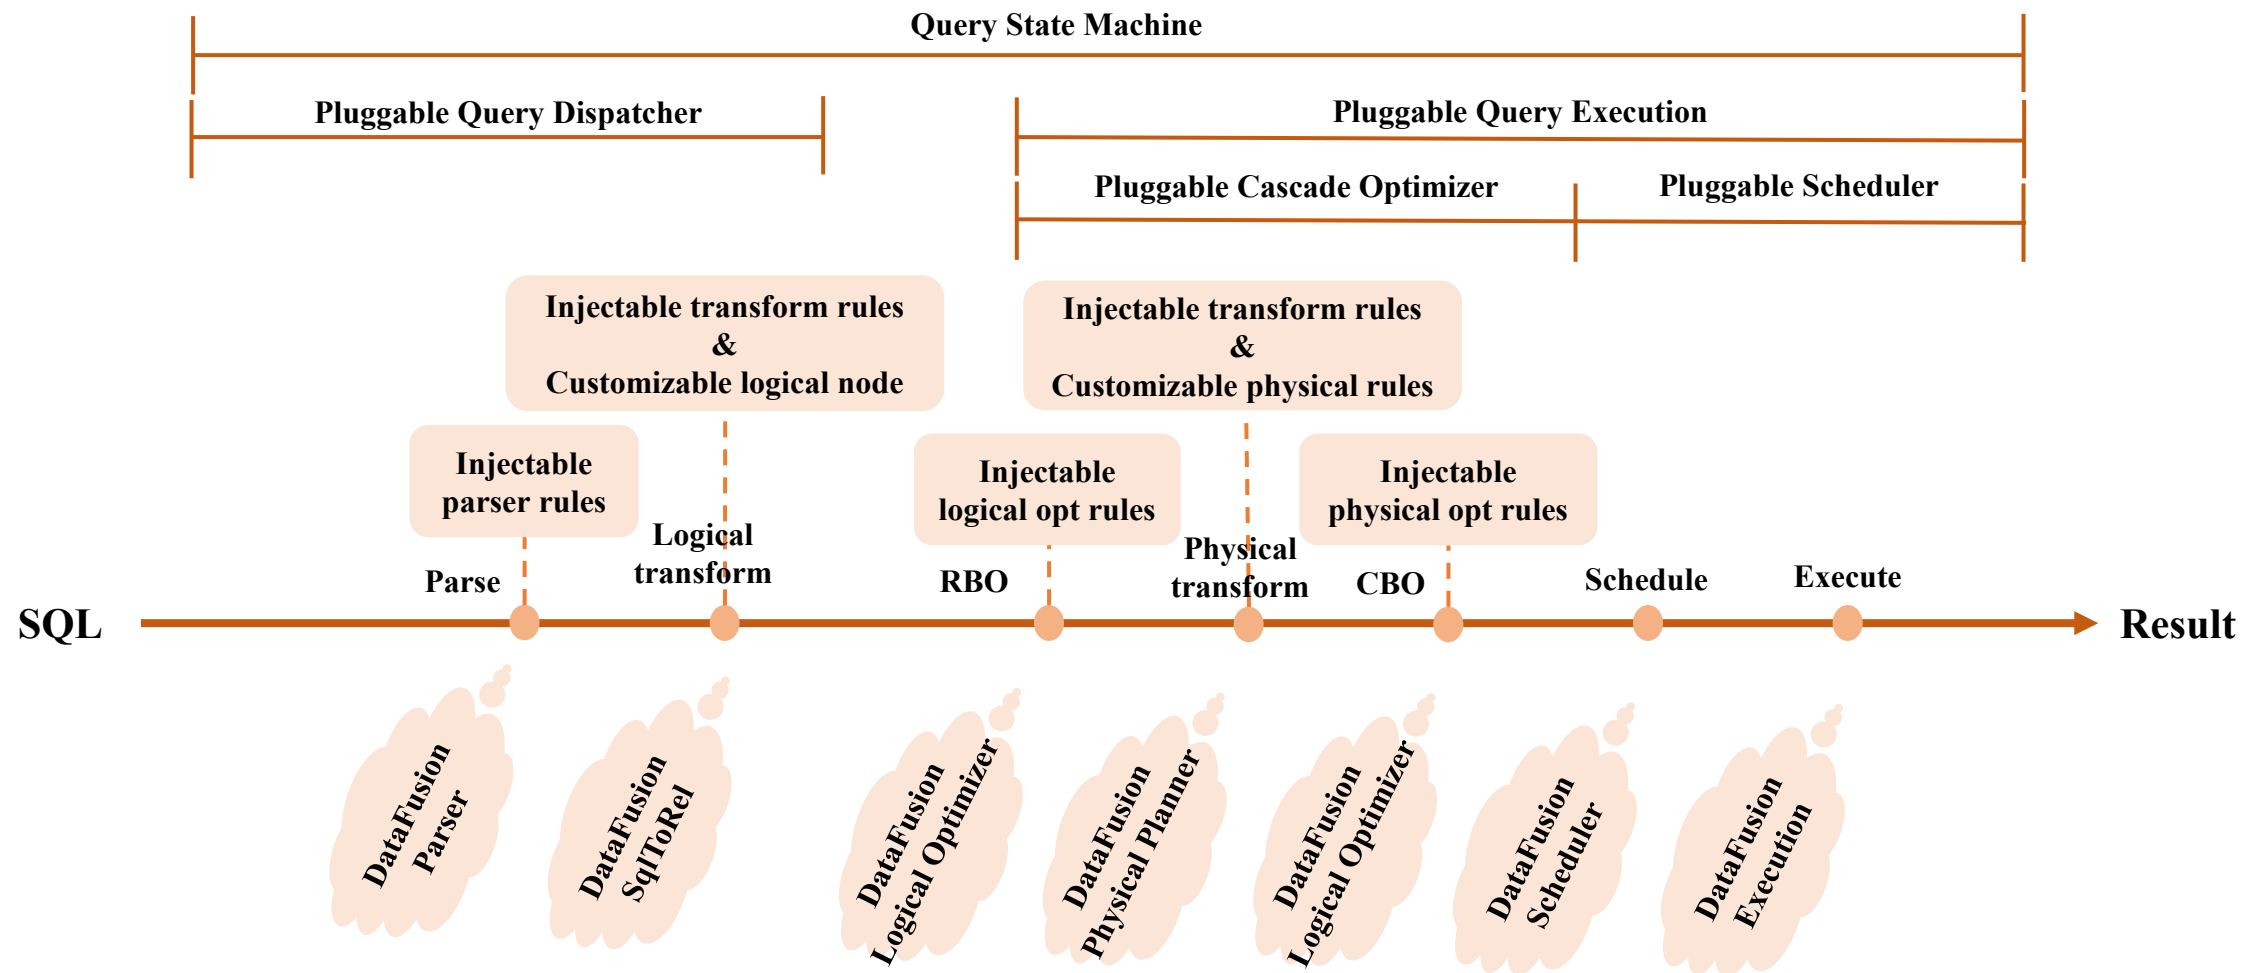 Query State Machine
Pluggable Query Dispatcher
Pluggable Query Execution
Pluggable Cascade Optimizer
Pluggable Scheduler
Injectable transform rules
&
Customizable logical node
Injectable transform rules
&
Customizable physical rules
Injectable
parser rules
Injectable
logical opt rules
Injectable
physical opt rules
SQL
Parse
Logical
transform
RBO
Physical
transform
CBO
Schedule
Execute
Result
DataFusion
Parser
DataFusion
SqlToRel
DataFusion
Logical Optimizer
DataFusion
Physical Planner
DataFusion
Logical Optimizer
DataFusion
Scheduler
DataFusion
Execution